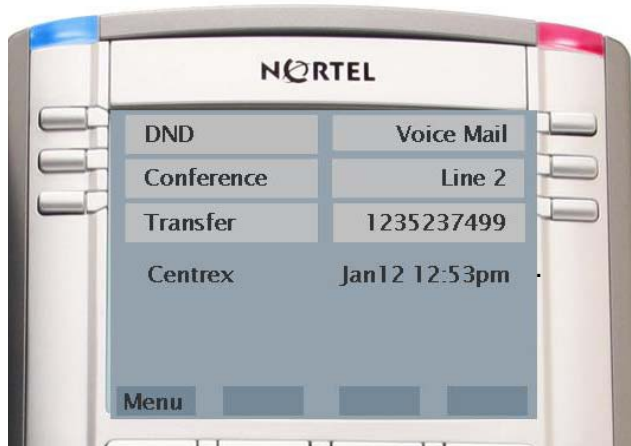 NORTEL
DND Voice Mail
Conference Line 2
Transfer 1235237499
Centrex Jan12 12:53pm
Menu